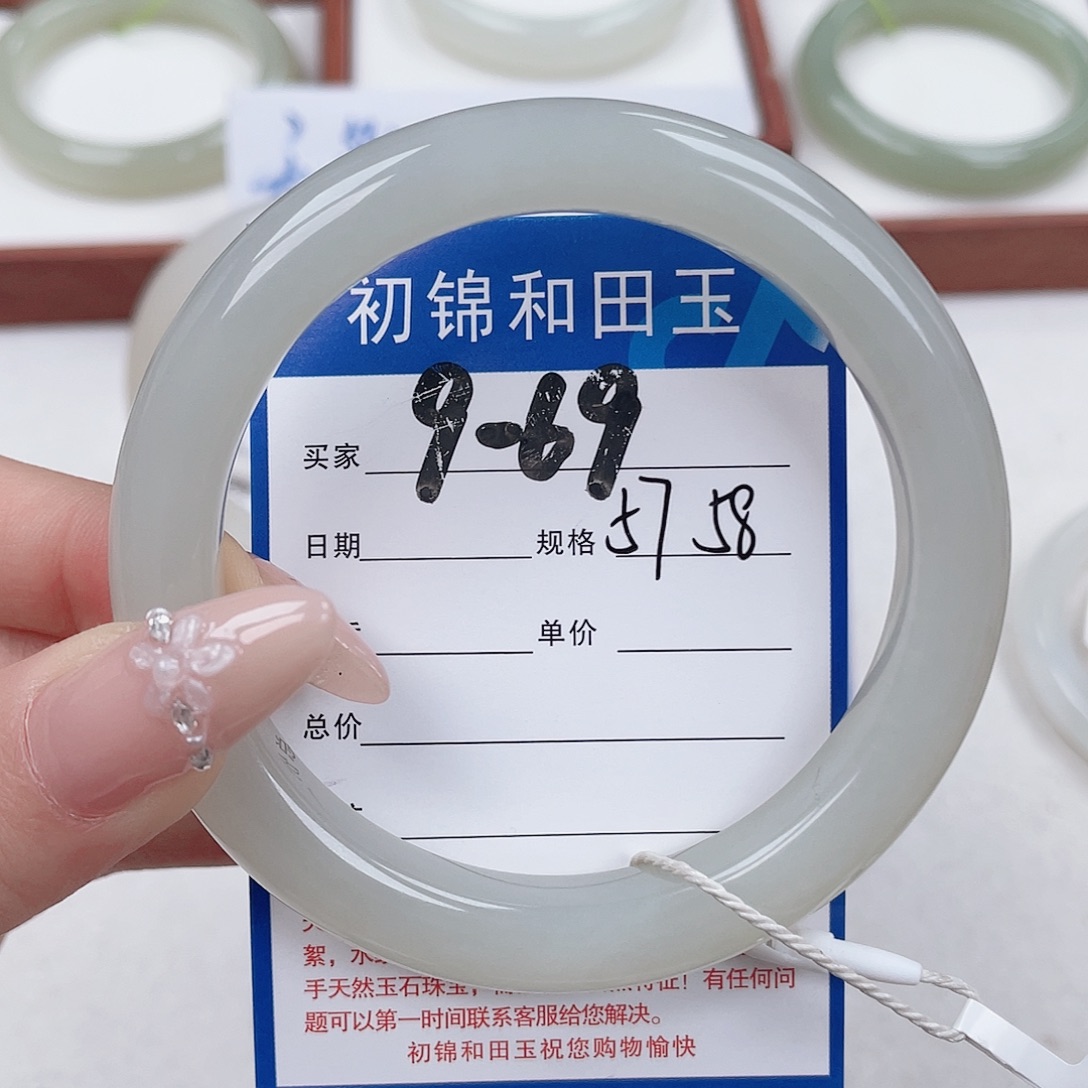 初锦和田玉
9-69
买家
日期 规格 57 58
单价
总价
絮，水
手天然玉石珠宝，特征！有任何问
题可以第一时间联系客服给您解决。
初锦和田玉祝您购物愉快